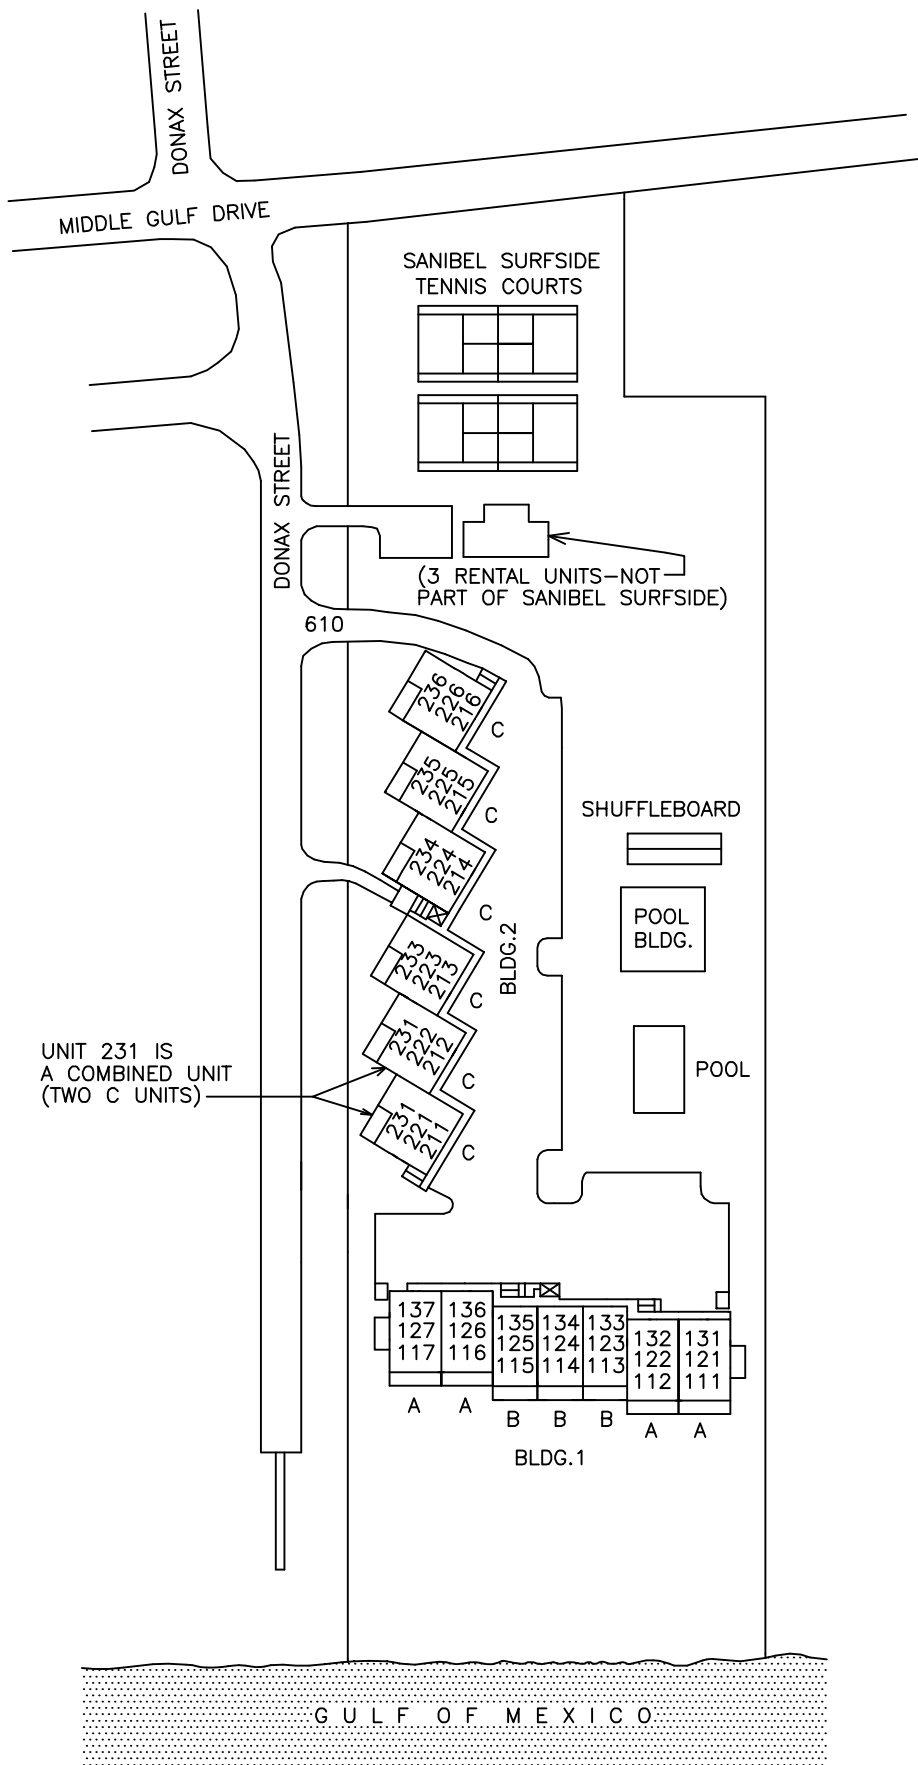 DONAX STREET
MIDDLE GULF DRIVE
SANIBEL SURFSIDE
TENNIS COURTS
DONAX STREET
(3 RENTAL UNITS-NOT
PART OF SANIBEL SURFSIDE)
610
236
226
216
C
235
225
215
C
SHUFFLEBOARD
234
224
214
C
POOL
BLDG.
BLDG.2
233
223
213
C
UNIT 231 IS
A COMBINED UNIT
(TWO C UNITS)
231
222
212
C
POOL
231
221
211
C
137
127
117
136
126
116
135
125
115
134
124
114
133
123
113
132
122
112
131
121
111
A
A
B
B
B
A
A
BLDG.1
GULF OF MEXICO